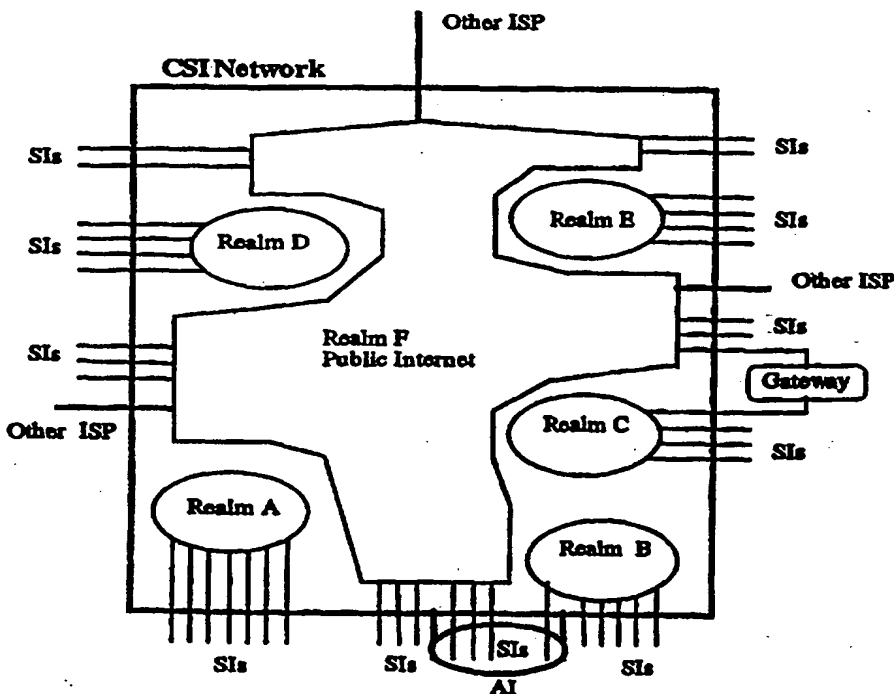 Other ISP
CSI Network
SIs
SIs
Realm D
Realm E
SIs
SIs
Other ISP
Realm F
Public Internet
SIs
SIs
Gateway
Other ISP
Realm C
SIs
Realm A
Realm B
SIs
SIs
SIs
SIs
AI